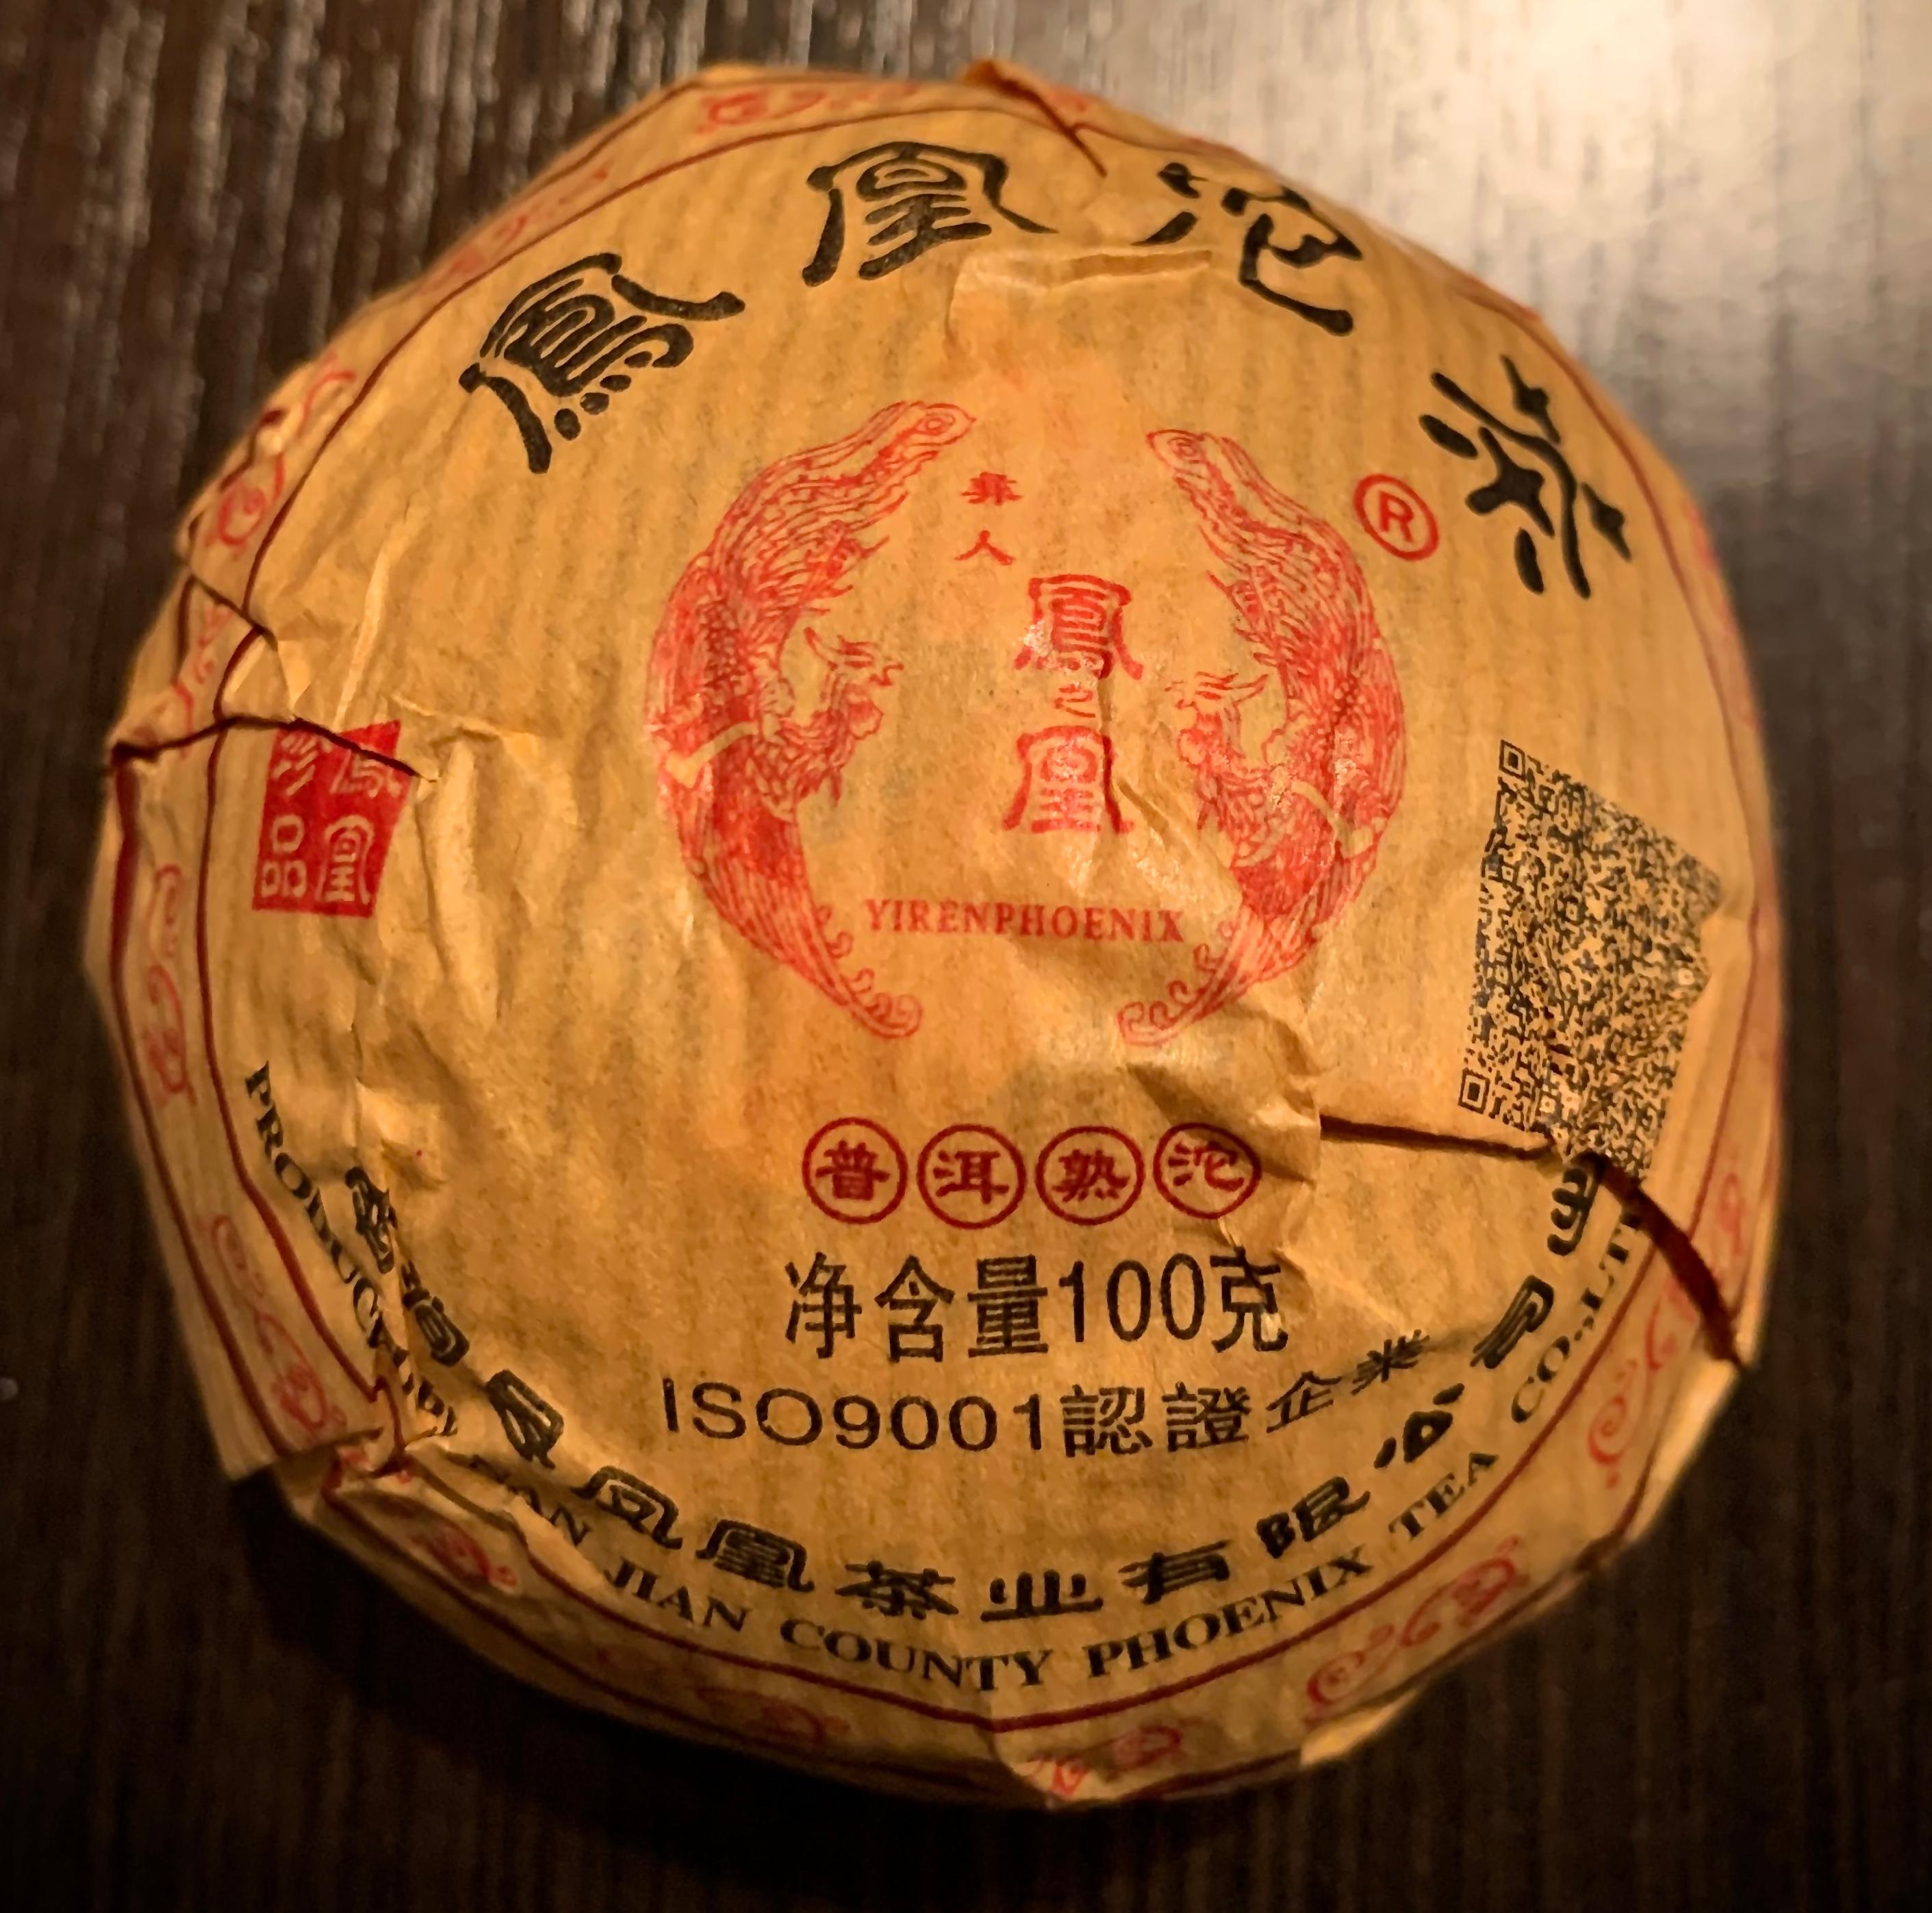 鳳凰沱茶
®
彝人
鳳之凰
YIRENPHOENIX
鳳凰
珍品
普洱熟沱
净含量100克
ISO9001認證企業
凤凰茶业有限公司
NAN JIAN COUNTY PHOENIX TEA CO.,LT